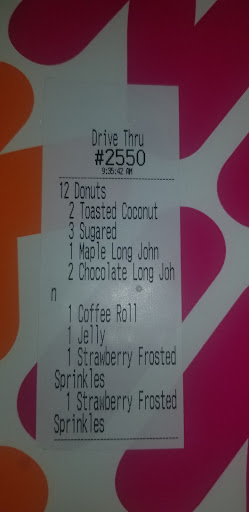 Drive Thru
#2550
9:35:42 AM
12 Donuts
2 Toasted Coconut
3 Sugared
1 Maple Long John
2 Chocolate Long Joh
n
1 Coffee Roll
1 Jelly
1 Strawberry Frosted
Sprinkles
1 Strawberry Frosted
Sprinkles